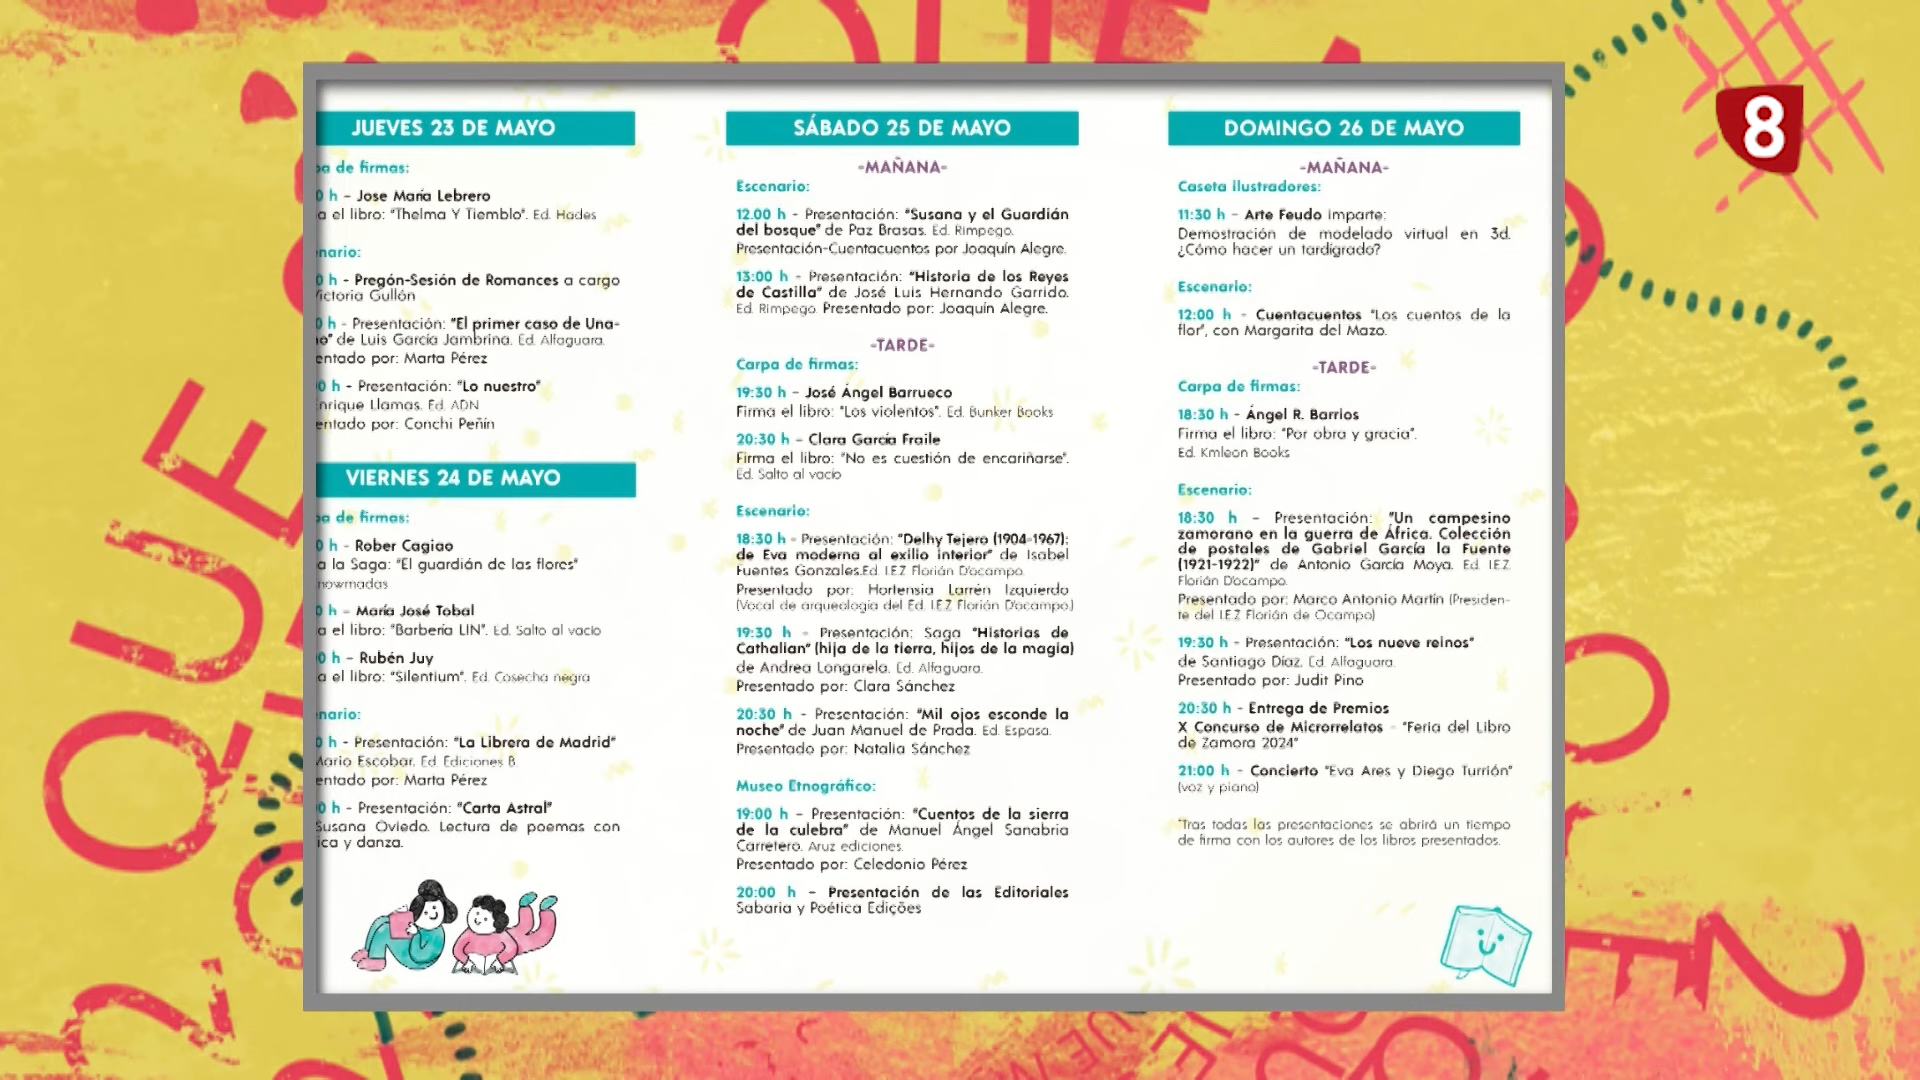 JUEVES 23 DE MAYO
de firmas:
h - Jose María Lebrero
el libro: "Thelma Y Tiemblo". Ed. Hades
h - Pregón-Sesión de Romances a cargo
Victoria Gullón
h - Presentación: "El primer caso de Una-
de Luis García Jambrina. Ed. Alfaguara.
por: Marta Pérez
h - Presentación: "Lo nuestro"
Enrique Llamas. Ed. ADN
por: Conchi Peñín
VIERNES 24 DE MAYO
de firmas:
h - Rober Cagiao
la Saga: "El guardián de las flores"
h - María José Tobal
el libro: "Barbería LIN". Ed. Salto al vacío
h - Rubén Juy
el libro: "Silentium". Ed. Cosecha negra
h - Presentación: "La Librera de Madrid"
Mario Escobar. Ed. Ediciones B
por: Marta Pérez
h - Presentación: "Carta Astral"
Susana Oviedo. Lectura de poemas con
y danza.
SÁBADO 25 DE MAYO
-MAÑANA-
Escenario:
12.00 h - Presentación: "Susana y el Guardián
del bosque" de Paz Brasas. Ed. Rimpego.
Presentación-Cuentacuentos por Joaquín Alegre.
13:00 h - Presentación: "Historia de los Reyes
de Castilla" de José Luis Hernando Garrido.
Ed. Rimpego. Presentado por: Joaquín Alegre.
-TARDE-
Carpa de firmas:
19:30 h - José Ángel Barrueco
Firma el libro: "Los violentos". Ed. Bunker Books
20:30 h - Clara García Fraile
Firma el libro: "No es cuestión de encariñarse".
Ed. Salto al vacío
Escenario:
18:30 h - Presentación: "Delhy Tejero (1904-1967):
de Eva moderna al exilio interior" de Isabel
Fuentes Gonzales.Ed. I.E.Z Florián D'ocampo.
Presentado por: Hortensia Larrén Izquierdo
(Vocal de arqueología del Ed. I.E.Z Florián D'ocampo)
19:30 h - Presentación: Saga "Historias de
Cathalian" (hija de la tierra, hijos de la magia)
de Andrea Longarela. Ed. Alfaguara.
Presentado por: Clara Sánchez
20:30 h - Presentación: "Mil ojos esconde la
noche" de Juan Manuel de Prada. Ed. Espasa.
Presentado por: Natalia Sánchez
Museo Etnográfico:
19:00 h - Presentación: "Cuentos de la sierra
de la culebra" de Manuel Ángel Sanabria
Carretero. Aruz ediciones.
Presentado por: Celedonio Pérez
20:00 h - Presentación de las Editoriales
Sabaria y Poética Edições
DOMINGO 26 DE MAYO
-MAÑANA-
Caseta ilustradores:
11:30 h - Arte Feudo imparte:
Demostración de modelado virtual en 3d.
¿Cómo hacer un tardígrado?
Escenario:
12:00 h - Cuentacuentos "Los cuentos de la
flor", con Margarita del Mazo.
-TARDE-
Carpa de firmas:
18:30 h - Ángel R. Barrios
Firma el libro: "Por obra y gracia".
Ed. Kmleon Books
Escenario:
18:30 h - Presentación: "Un campesino
zamorano en la guerra de África. Colección
de postales de Gabriel García la Fuente
(1921-1922)" de Antonio García Moya. Ed. I.E.Z
Florián D'ocampo.
Presentado por: Marco Antonio Martín (Presiden-
te del I.E.Z Florián de Ocampo)
19:30 h - Presentación: "Los nueve reinos"
de Santiago Díaz. Ed. Alfaguara.
Presentado por: Judit Pino
20:30 h - Entrega de Premios
X Concurso de Microrrelatos - "Feria del Libro
de Zamora 2024"
21:00 h - Concierto "Eva Ares y Diego Turrión"
(voz y piano)
*Tras todas las presentaciones se abrirá un tiempo
de firma con los autores de los libros presentados.
8
QUE
QUE